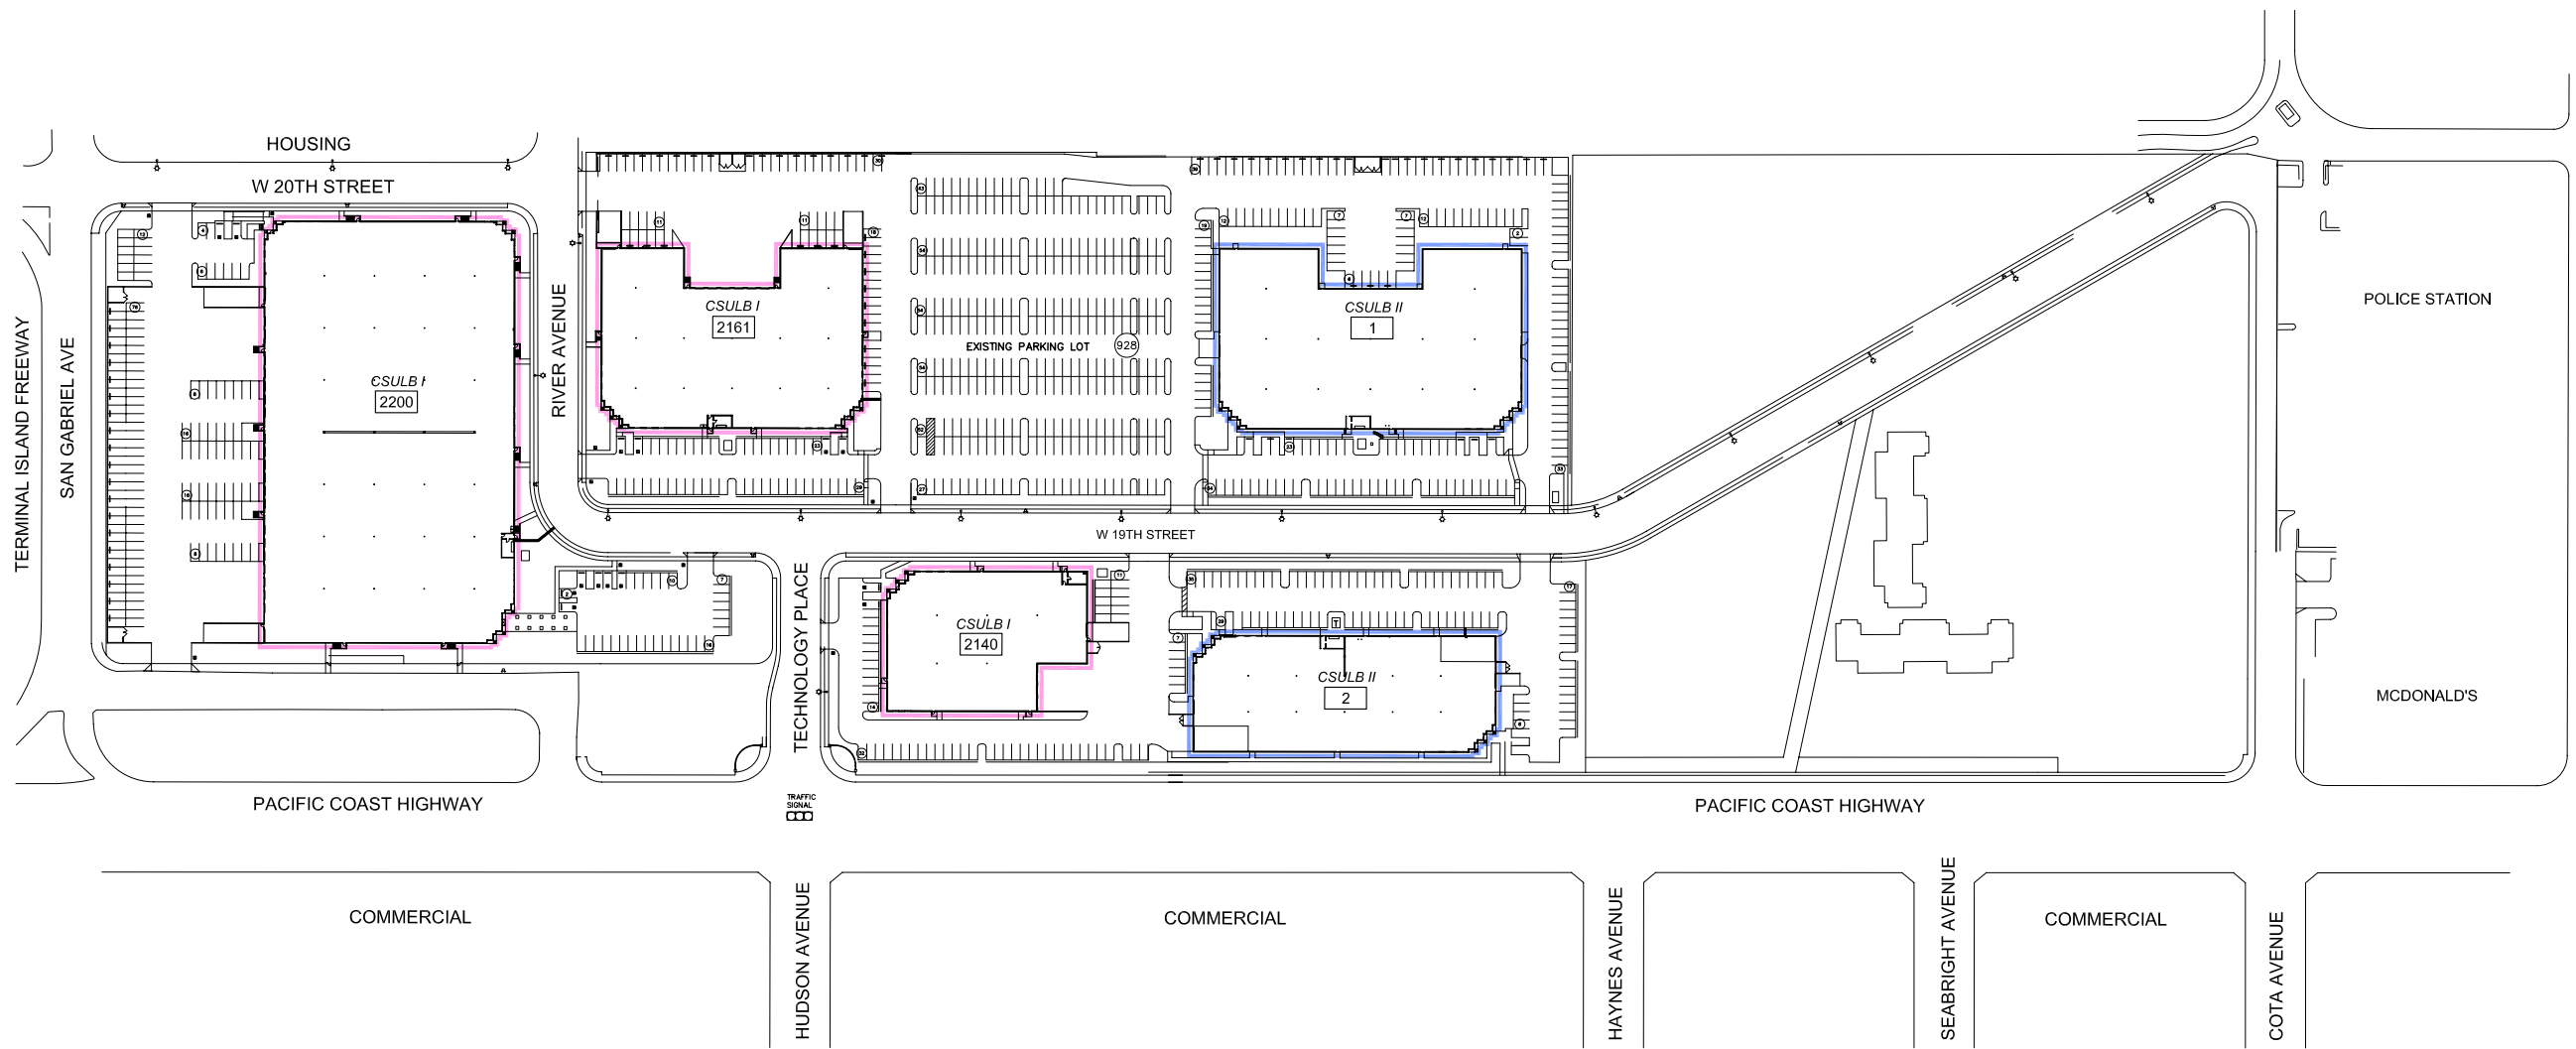 HOUSING
W 20TH STREET
TERMINAL ISLAND FREEWAY
SAN GABRIEL AVE
CSULB I
2200
RIVER AVENUE
CSULB I
2161
EXISTING PARKING LOT 928
CSULB II
1
POLICE STATION
W 19TH STREET
TECHNOLOGY PLACE
CSULB I
2140
T
CSULB II
2
MCDONALD'S
PACIFIC COAST HIGHWAY
TRAFFIC
SIGNAL
PACIFIC COAST HIGHWAY
COMMERCIAL
HUDSON AVENUE
COMMERCIAL
HAYNES AVENUE
SEABRIGHT AVENUE
COMMERCIAL
COTA AVENUE